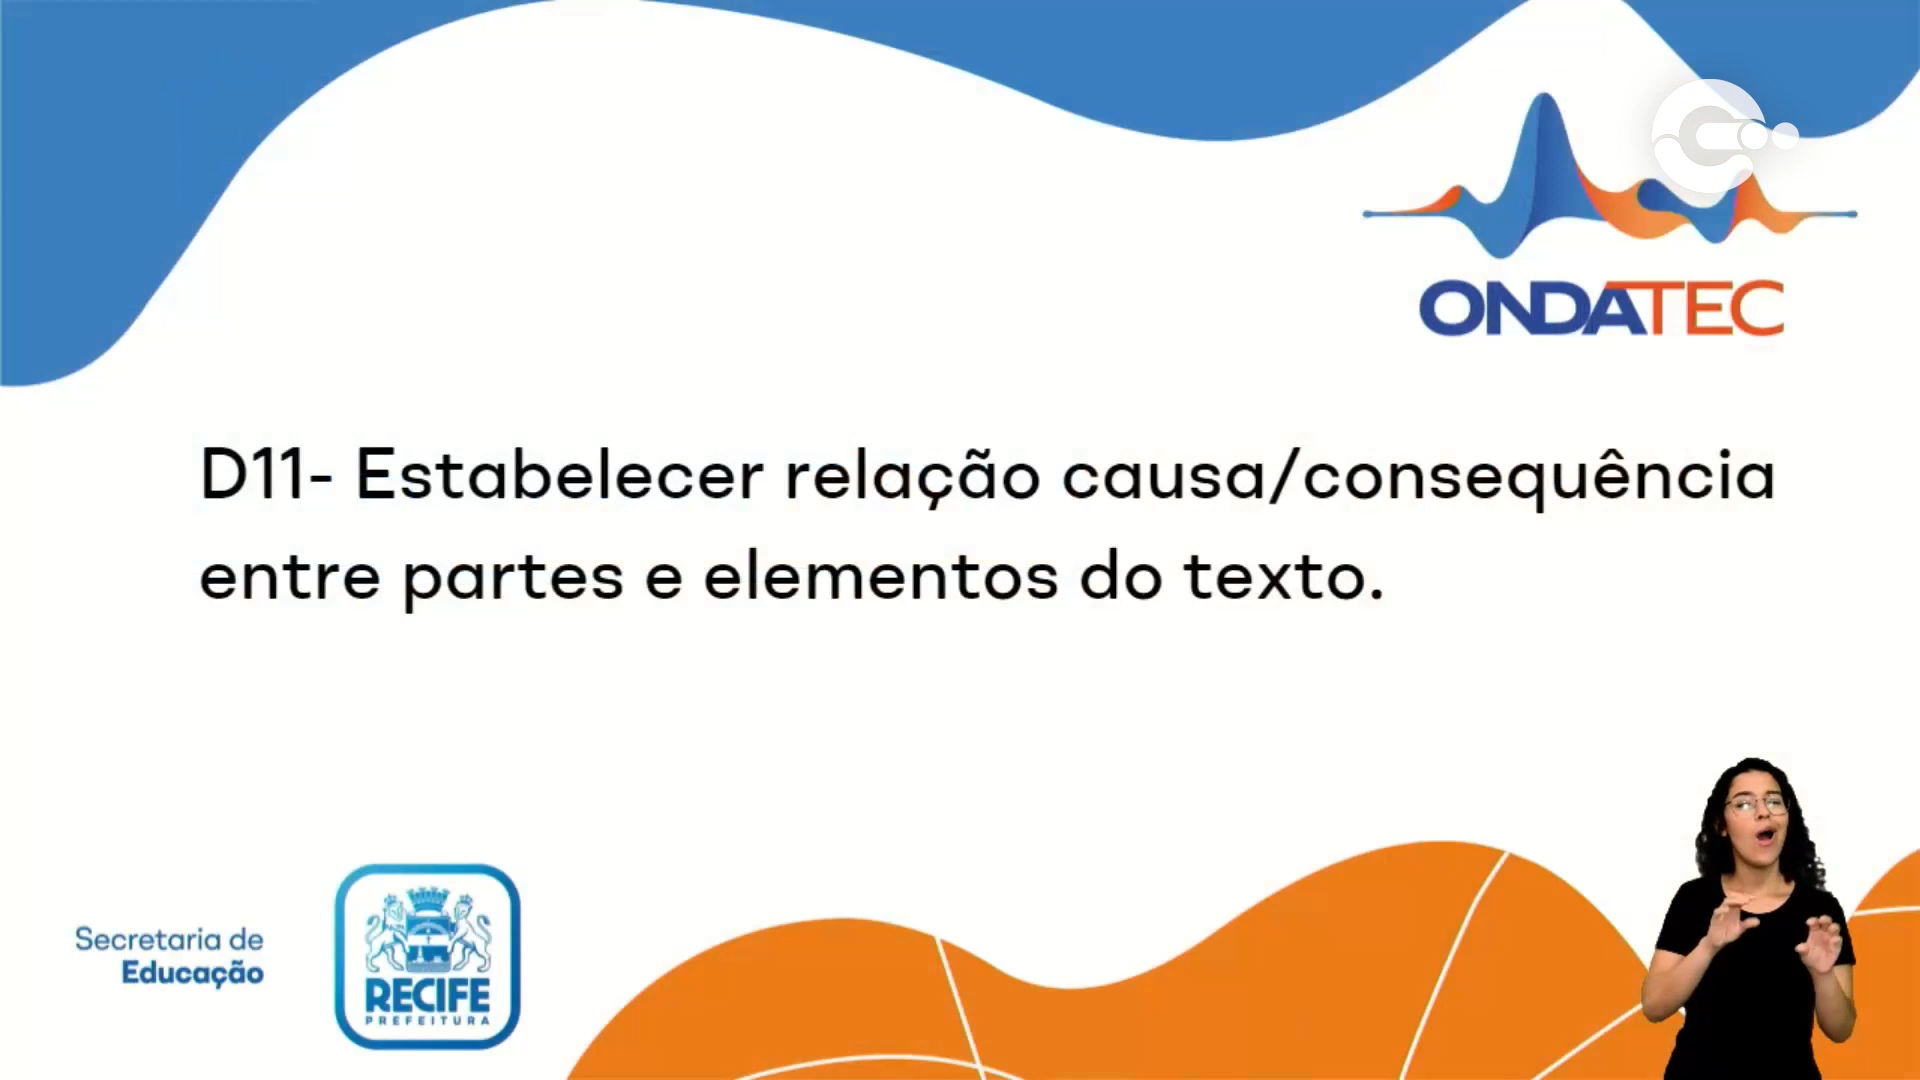 ONDATEC
D11- Estabelecer relação causa/consequência
entre partes e elementos do texto.
Secretaria de
Educação
RECIFE
PREFEITURA